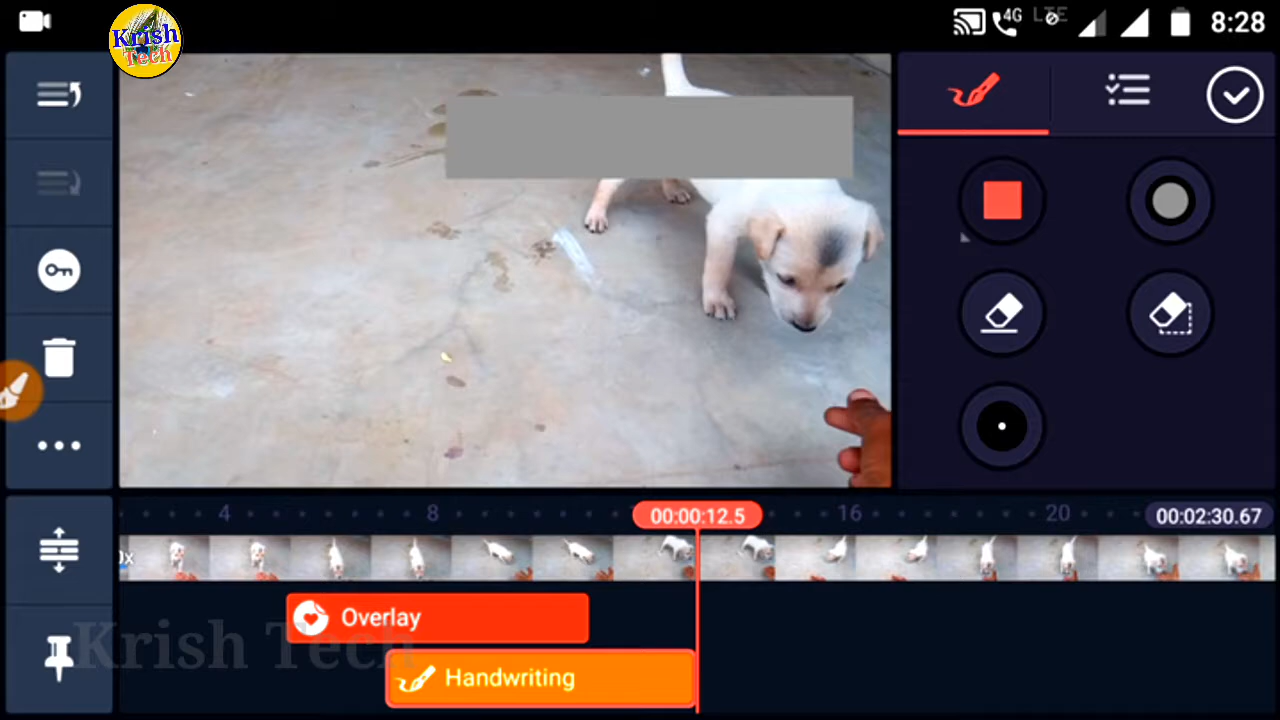 Krish
Tech
4G
LTE
8:28
4
8
00:00:12.5
16
20
00:02:30.67
Overlay
Krish Tech
Handwriting